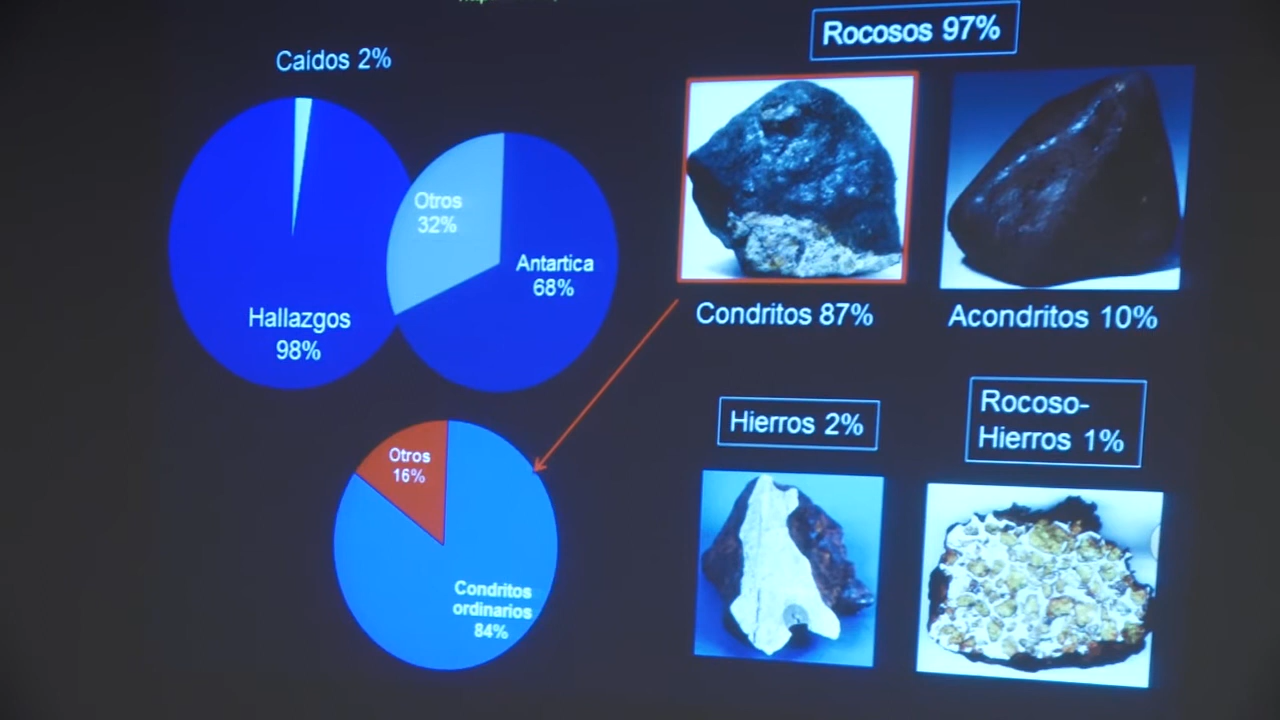 Caídos 2%
Hallazgos
98%
Otros
32%
Antartica
68%
Otros
16%
Condritos
ordinarios
84%
Rocosos 97%
Condritos 87%
Acondritos 10%
Hierros 2%
Rocoso-
Hierros 1%